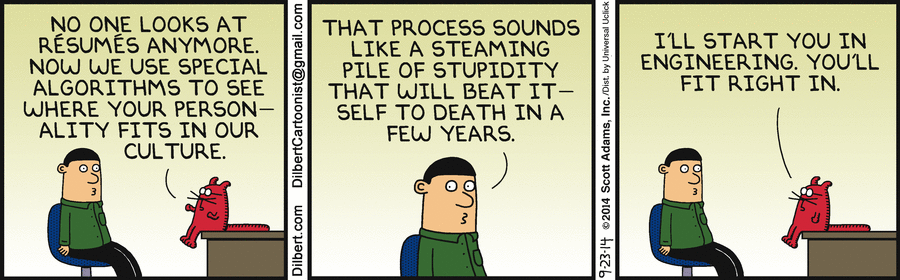 NO ONE LOOKS AT
RÉSUMÉS ANYMORE.
NOW WE USE SPECIAL
ALGORITHMS TO SEE
WHERE YOUR PERSON–
ALITY FITS IN OUR
CULTURE.
Dilbert.com DilbertCartoonist@gmail.com
THAT PROCESS SOUNDS
LIKE A STEAMING
PILE OF STUPIDITY
THAT WILL BEAT IT–
SELF TO DEATH IN A
FEW YEARS.
9-23-14 ©2014 Scott Adams, Inc./Dist. by Universal Uclick
I'LL START YOU IN
ENGINEERING. YOU'LL
FIT RIGHT IN.